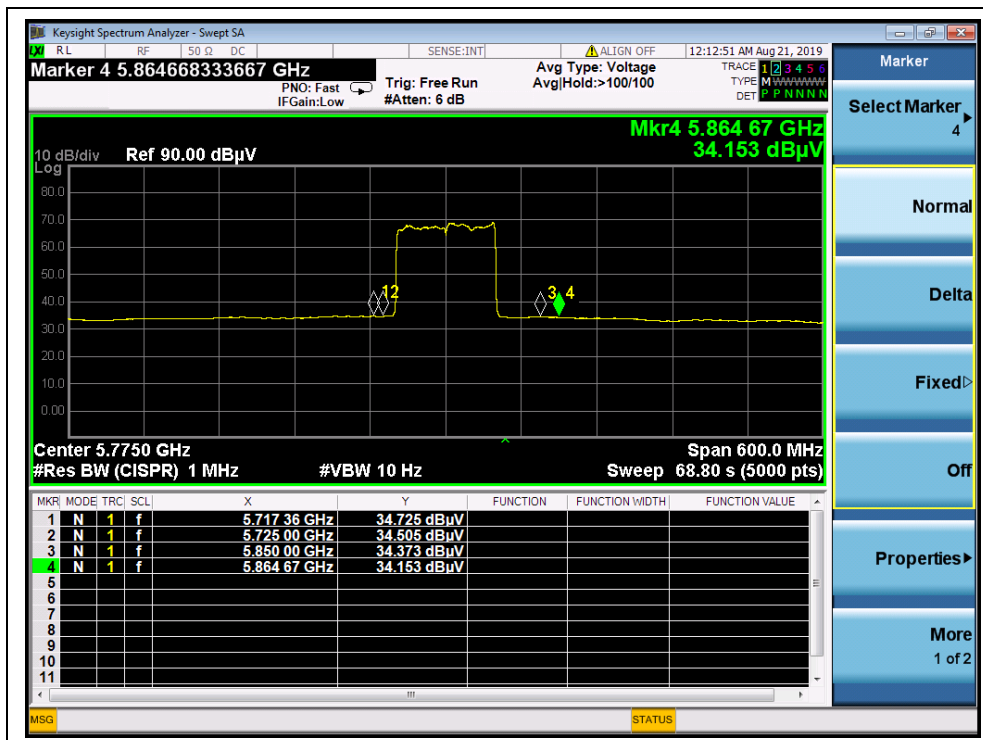 Keysight Spectrum Analyzer - Swept SA
LXI RL RF 50 Ω DC SENSE:INT ALIGN OFF 12:12:51 AM Aug 21, 2019
Marker 4 5.864668333667 GHz
PNO: Fast
IFGain:Low
Trig: Free Run
#Atten: 6 dB
Avg Type: Voltage
Avg|Hold:>100/100
TRACE 1 2 3 4 5 6
TYPE M W W W W W
DET P P N N N N
Mkr4 5.864 67 GHz
34.153 dBµV
10 dB/div Ref 90.00 dBµV
Log
80.0
70.0
60.0
50.0
40.0
30.0
20.0
10.0
0.00
1 2 3 4
Center 5.7750 GHz Span 600.0 MHz
#Res BW (CISPR) 1 MHz #VBW 10 Hz Sweep 68.80 s (5000 pts)
MKR MODE TRC SCL X Y FUNCTION FUNCTION WIDTH FUNCTION VALUE
1 N 1 f 5.717 36 GHz 34.725 dBµV
2 N 1 f 5.725 00 GHz 34.505 dBµV
3 N 1 f 5.850 00 GHz 34.373 dBµV
4 N 1 f 5.864 67 GHz 34.153 dBµV
5
6
7
8
9
10
11
MSG STATUS
Marker
Select Marker
4
Normal
Delta
Fixed
Off
Properties
More
1 of 2